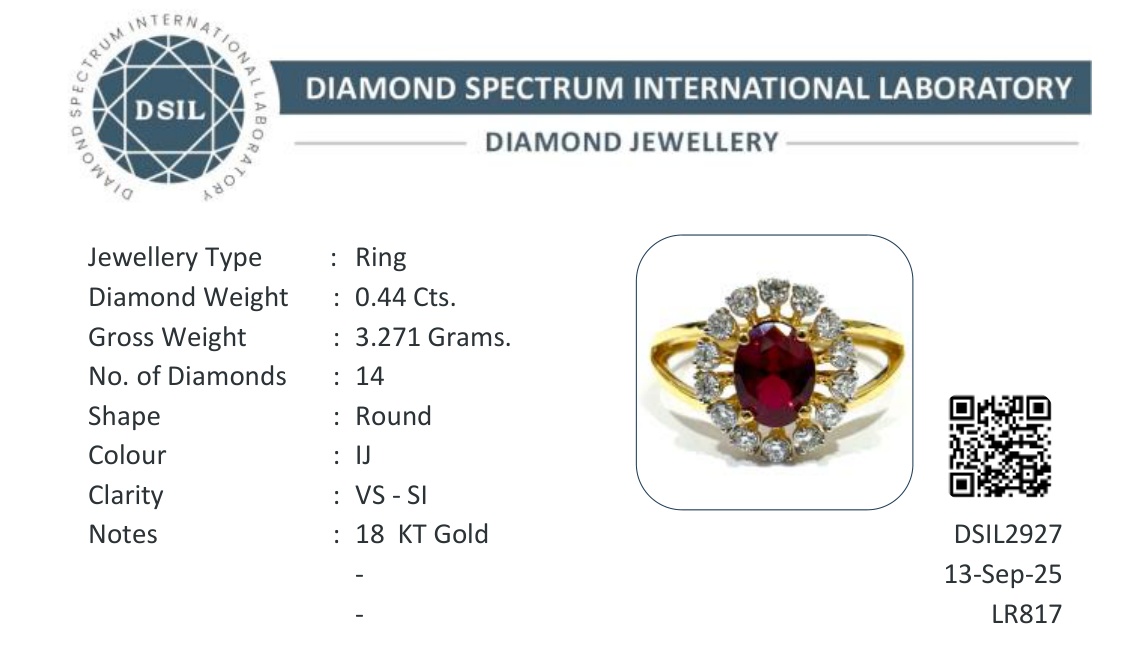 DIAMOND SPECTRUM INTERNATIONAL LABORATORY
DSIL
DIAMOND SPECTRUM INTERNATIONAL LABORATORY
DIAMOND JEWELLERY
Jewellery Type : Ring
Diamond Weight : 0.44 Cts.
Gross Weight : 3.271 Grams.
No. of Diamonds : 14
Shape : Round
Colour : IJ
Clarity : VS - SI
Notes : 18 KT Gold
-
-
DSIL2927
13-Sep-25
LR817